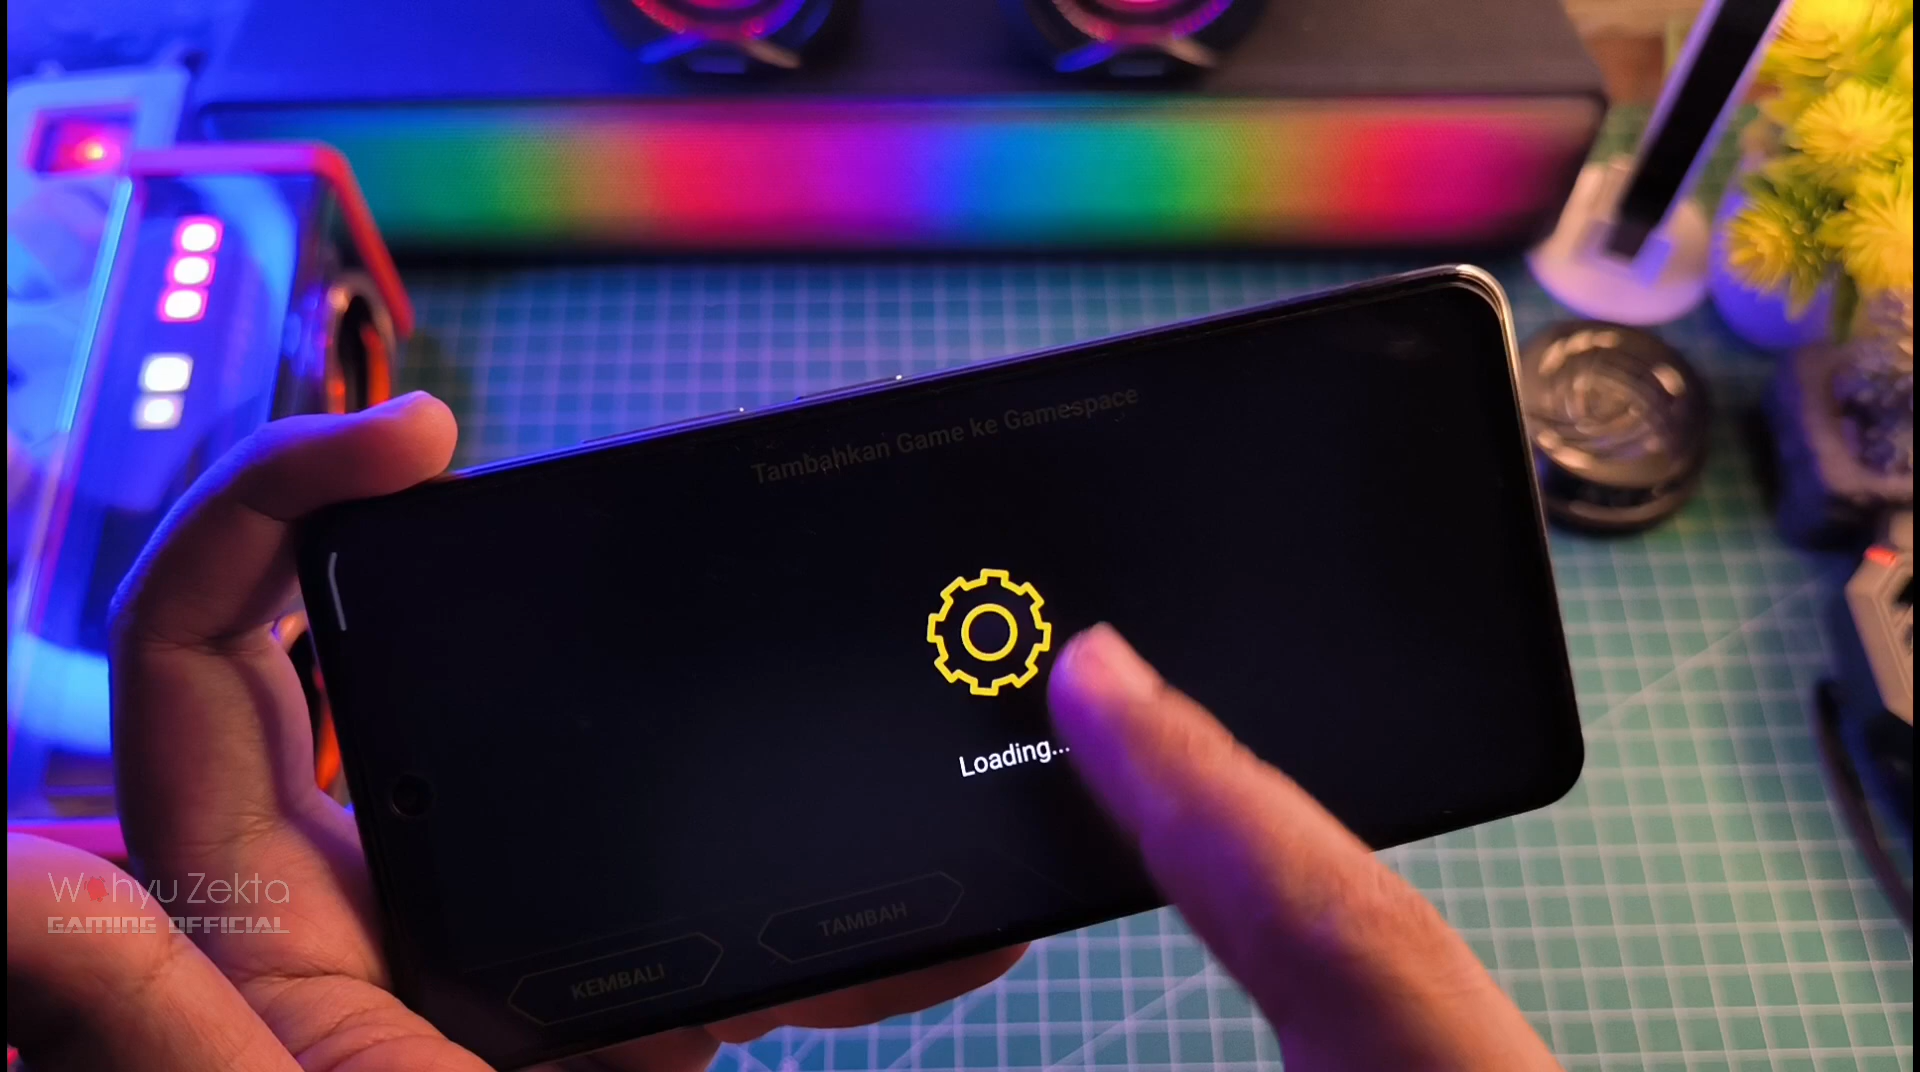 Tambahkan Game ke Gamespace
Loading...
KEMBALI
TAMBAH
Wahyu Zekta
GAMING OFFICIAL